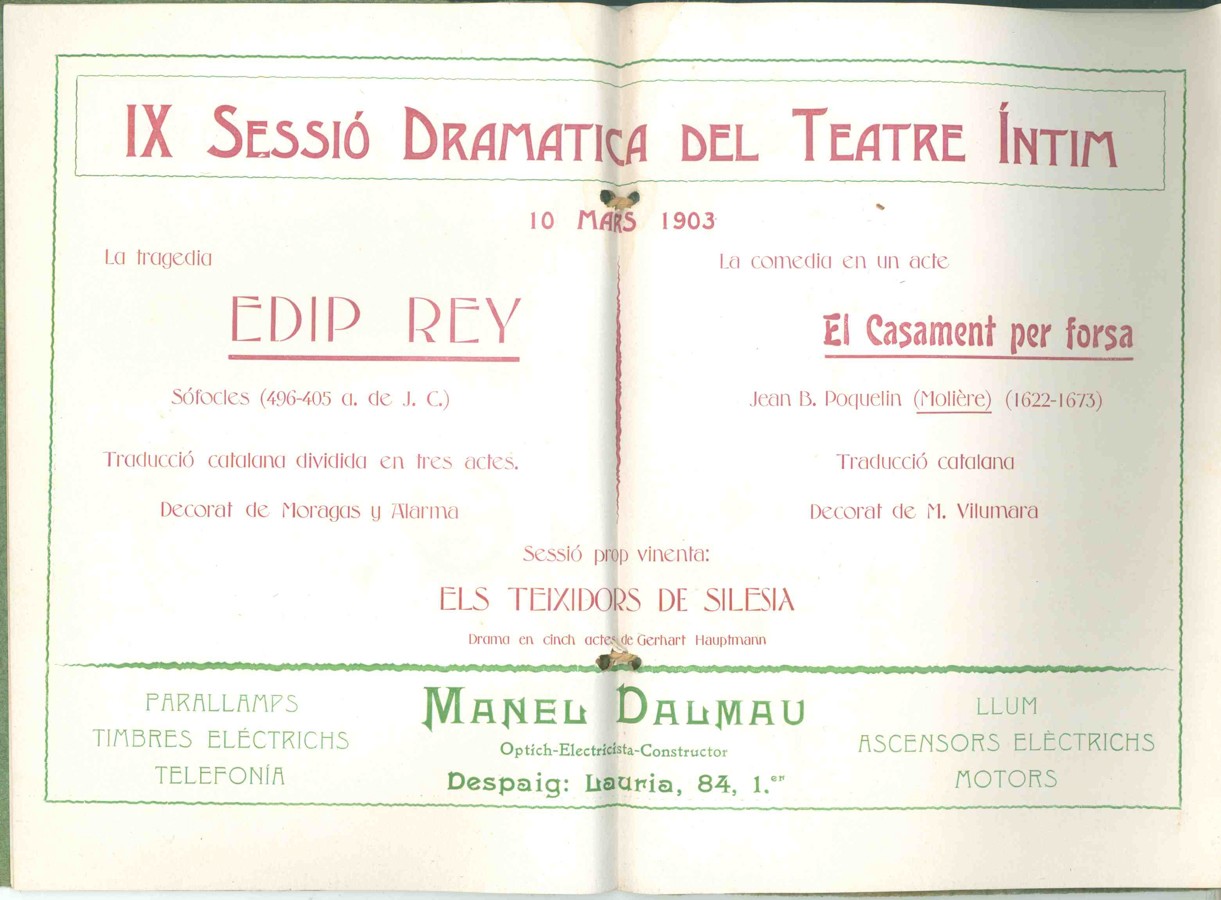 IX SESSIÓ DRAMATICA DEL TEATRE ÍNTIM
10 MARS 1903
La tragedia
EDIP REY
Sófocles (496-405 a. de J. C.)
Traducció catalana dividida en tres actes.
Decorat de Moragas y Alarma
La comedia en un acte
El Casament per forsa
Jean B. Poquelin (Molière) (1622-1673)
Traducció catalana
Decorat de M. Vilumara
Sessió prop vinenta:
ELS TEIXIDORS DE SILESIA
Drama en cinch actes de Gerhart Hauptmann
PARALLAMPS
TIMBRES ELÉCTRICHS
TELEFONÍA
MANEL DALMAU
Optich-Electricista-Constructor
Despaig: Lauria, 84, 1.er
LLUM
ASCENSORS ELÈCTRICHS
MOTORS